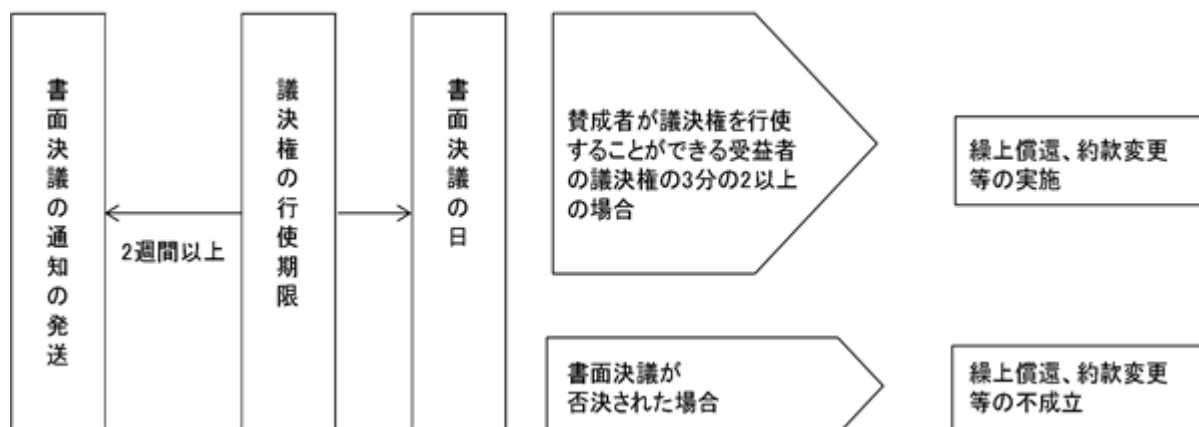 書面決議の通知の発送
2週間以上
議決権の行使期限
書面決議の日
賛成者が議決権を行使
することができる受益者
の議決権の3分の2以上
の場合
繰上償還、約款変更
等の実施
書面決議が
否決された場合
繰上償還、約款変更
等の不成立